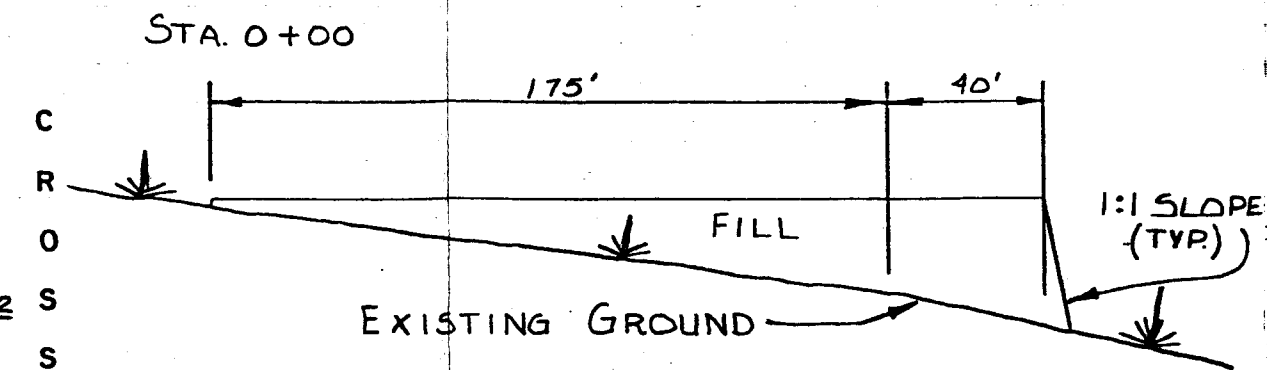 STA. 0+00
175'
40'
C
R
O
S
S
FILL
1:1 SLOPE
(TYP.)
EXISTING GROUND